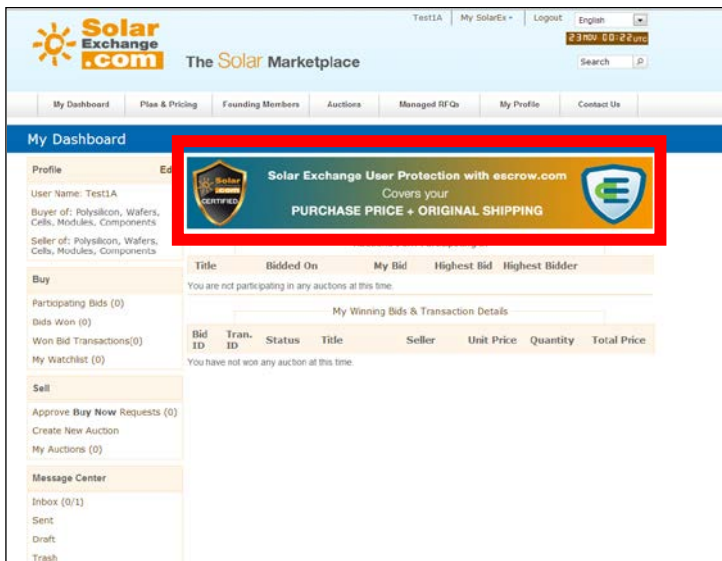 Test1A My SolarEx Logout English
23 NOV 00:22 UTC
Solar
Exchange
.com
The Solar Marketplace
Search
My Dashboard Plan & Pricing Founding Members Auctions Managed RFQs My Profile Contact Us
My Dashboard
Profile
User Name: Test1A
Buyer of: Polysilicon, Wafers,
Cells, Modules, Components
Seller of: Polysilicon, Wafers,
Cells, Modules, Components
Buy
Participating Bids (0)
Bids Won (0)
Won Bid Transactions(0)
My Watchlist (0)
Sell
Approve Buy Now Requests (0)
Create New Auction
My Auctions (0)
Message Center
Inbox (0/1)
Sent
Draft
Trash
Solar
.com
CERTIFIED
Solar Exchange User Protection with escrow.com
Covers your
PURCHASE PRICE + ORIGINAL SHIPPING
Title Bidded On My Bid Highest Bid Highest Bidder
You are not participating in any auctions at this time.
My Winning Bids & Transaction Details
Bid ID Tran. ID Status Title Seller Unit Price Quantity Total Price
You have not won any auction at this time.